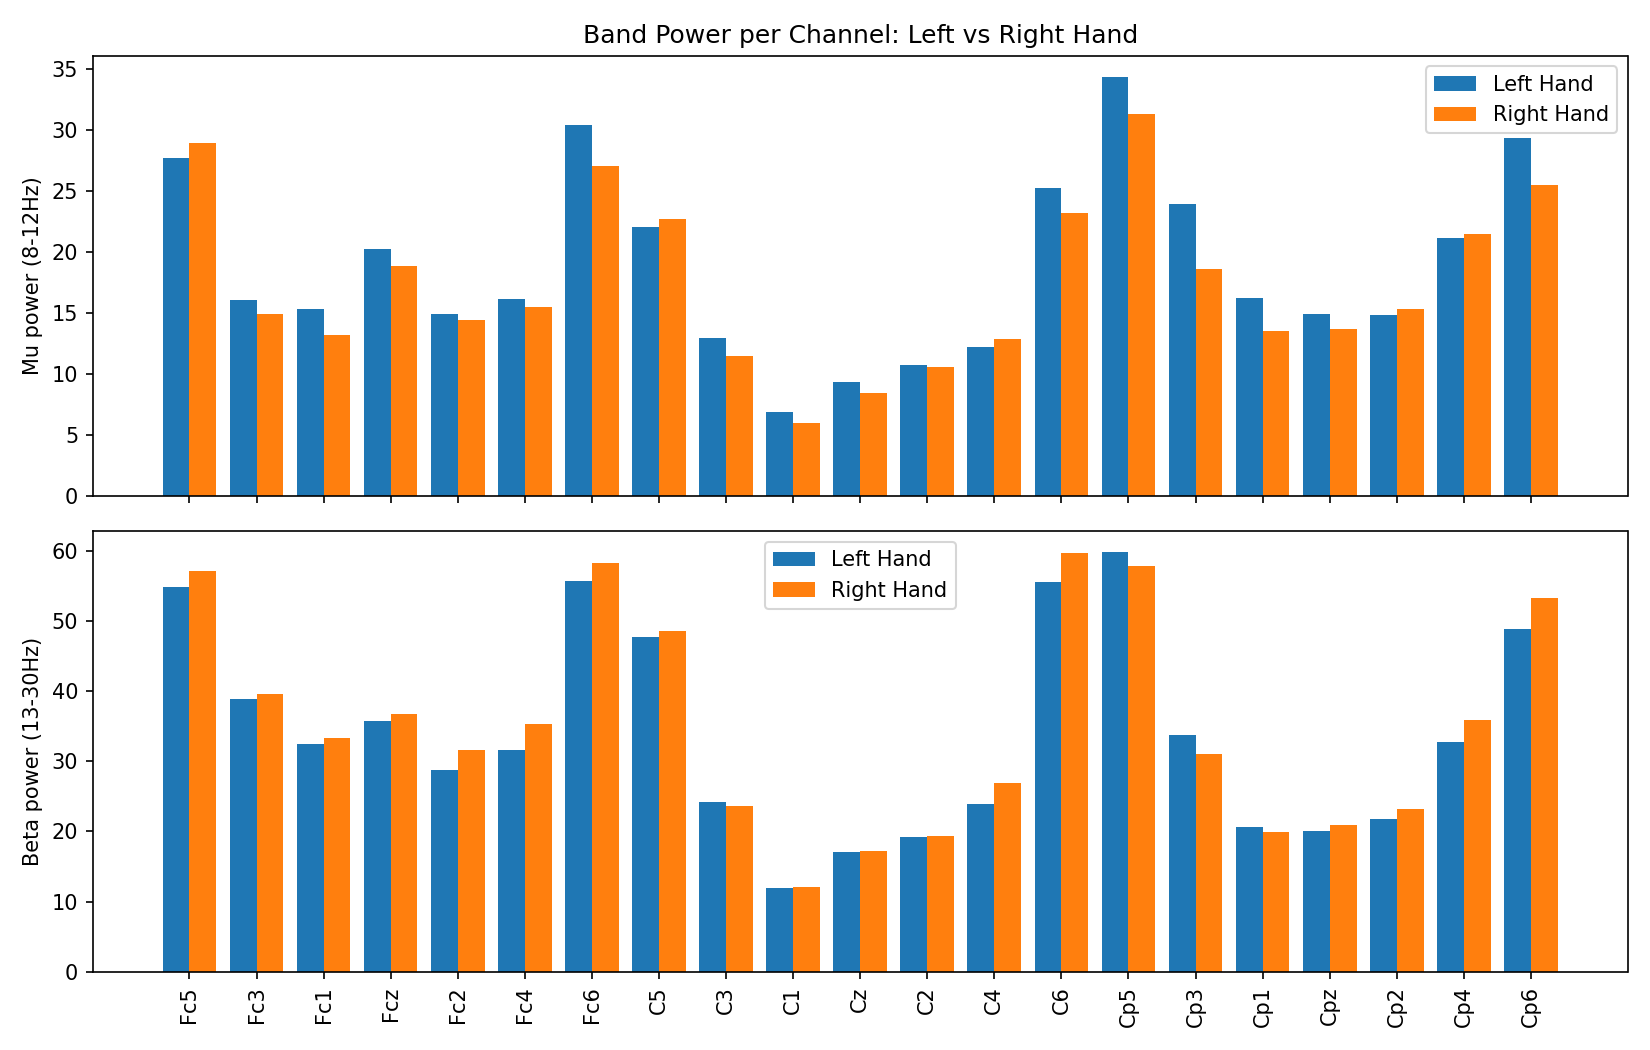 Band Power per Channel: Left vs Right Hand
Mu power (8-12Hz)
35
30
25
20
15
10
5
0
Left Hand
Right Hand
Beta power (13-30Hz)
60
50
40
30
20
10
0
Left Hand
Right Hand
Fc5 Fc3 Fc1 Fcz Fc2 Fc4 Fc6 C5 C3 C1 Cz C2 C4 C6 Cp5 Cp3 Cp1 Cpz Cp2 Cp4 Cp6